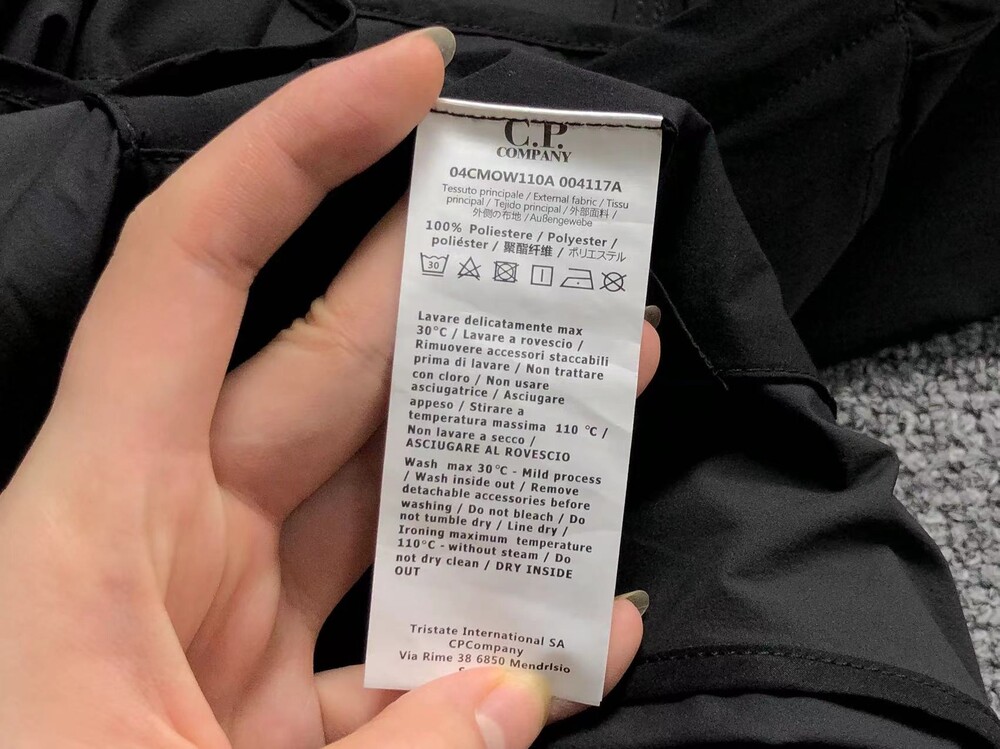 C.P.
COMPANY
04CMOW110A 004117A
Tessuto principale / External fabric / Tissu
principal / Tejido principal / 外部面料 /
外侧の布地 /Außengewebe
100% Poliestere / Polyester /
poliéster / 聚酯纤维 / ポリエステル
30
Lavare delicatamente max
30°C / Lavare a rovescio /
Rimuovere accessori staccabili
prima di lavare / Non trattare
con cloro / Non usare
asciugatrice / Asciugare
appeso / Stirare a
temperatura massima 110 °C /
Non lavare a secco /
ASCIUGARE AL ROVESCIO
Wash max 30°C - Mild process
/ Wash inside out / Remove
detachable accessories before
washing / Do not bleach / Do
not tumble dry / Line dry /
Ironing maximum temperature
110°C - without steam / Do
not dry clean / DRY INSIDE
OUT
Tristate International SA
CPCompany
Via Rime 38 6850 Mendrlsio